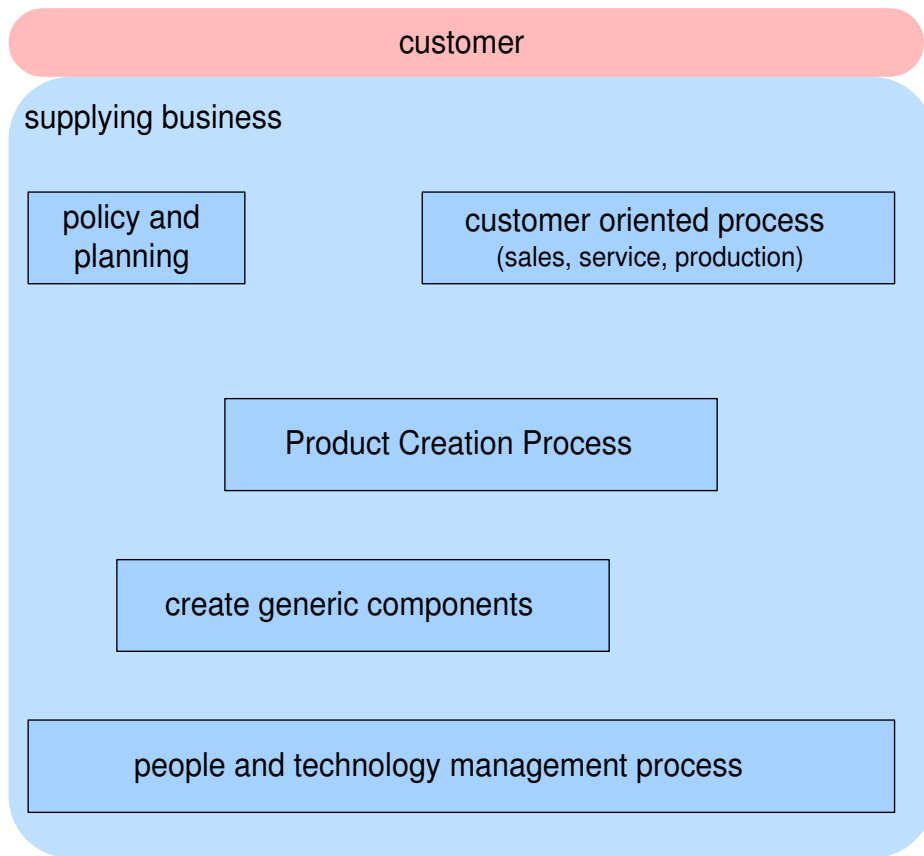 customer
supplying business
policy and
planning
customer oriented process
(sales, service, production)
Product Creation Process
create generic components
people and technology management process